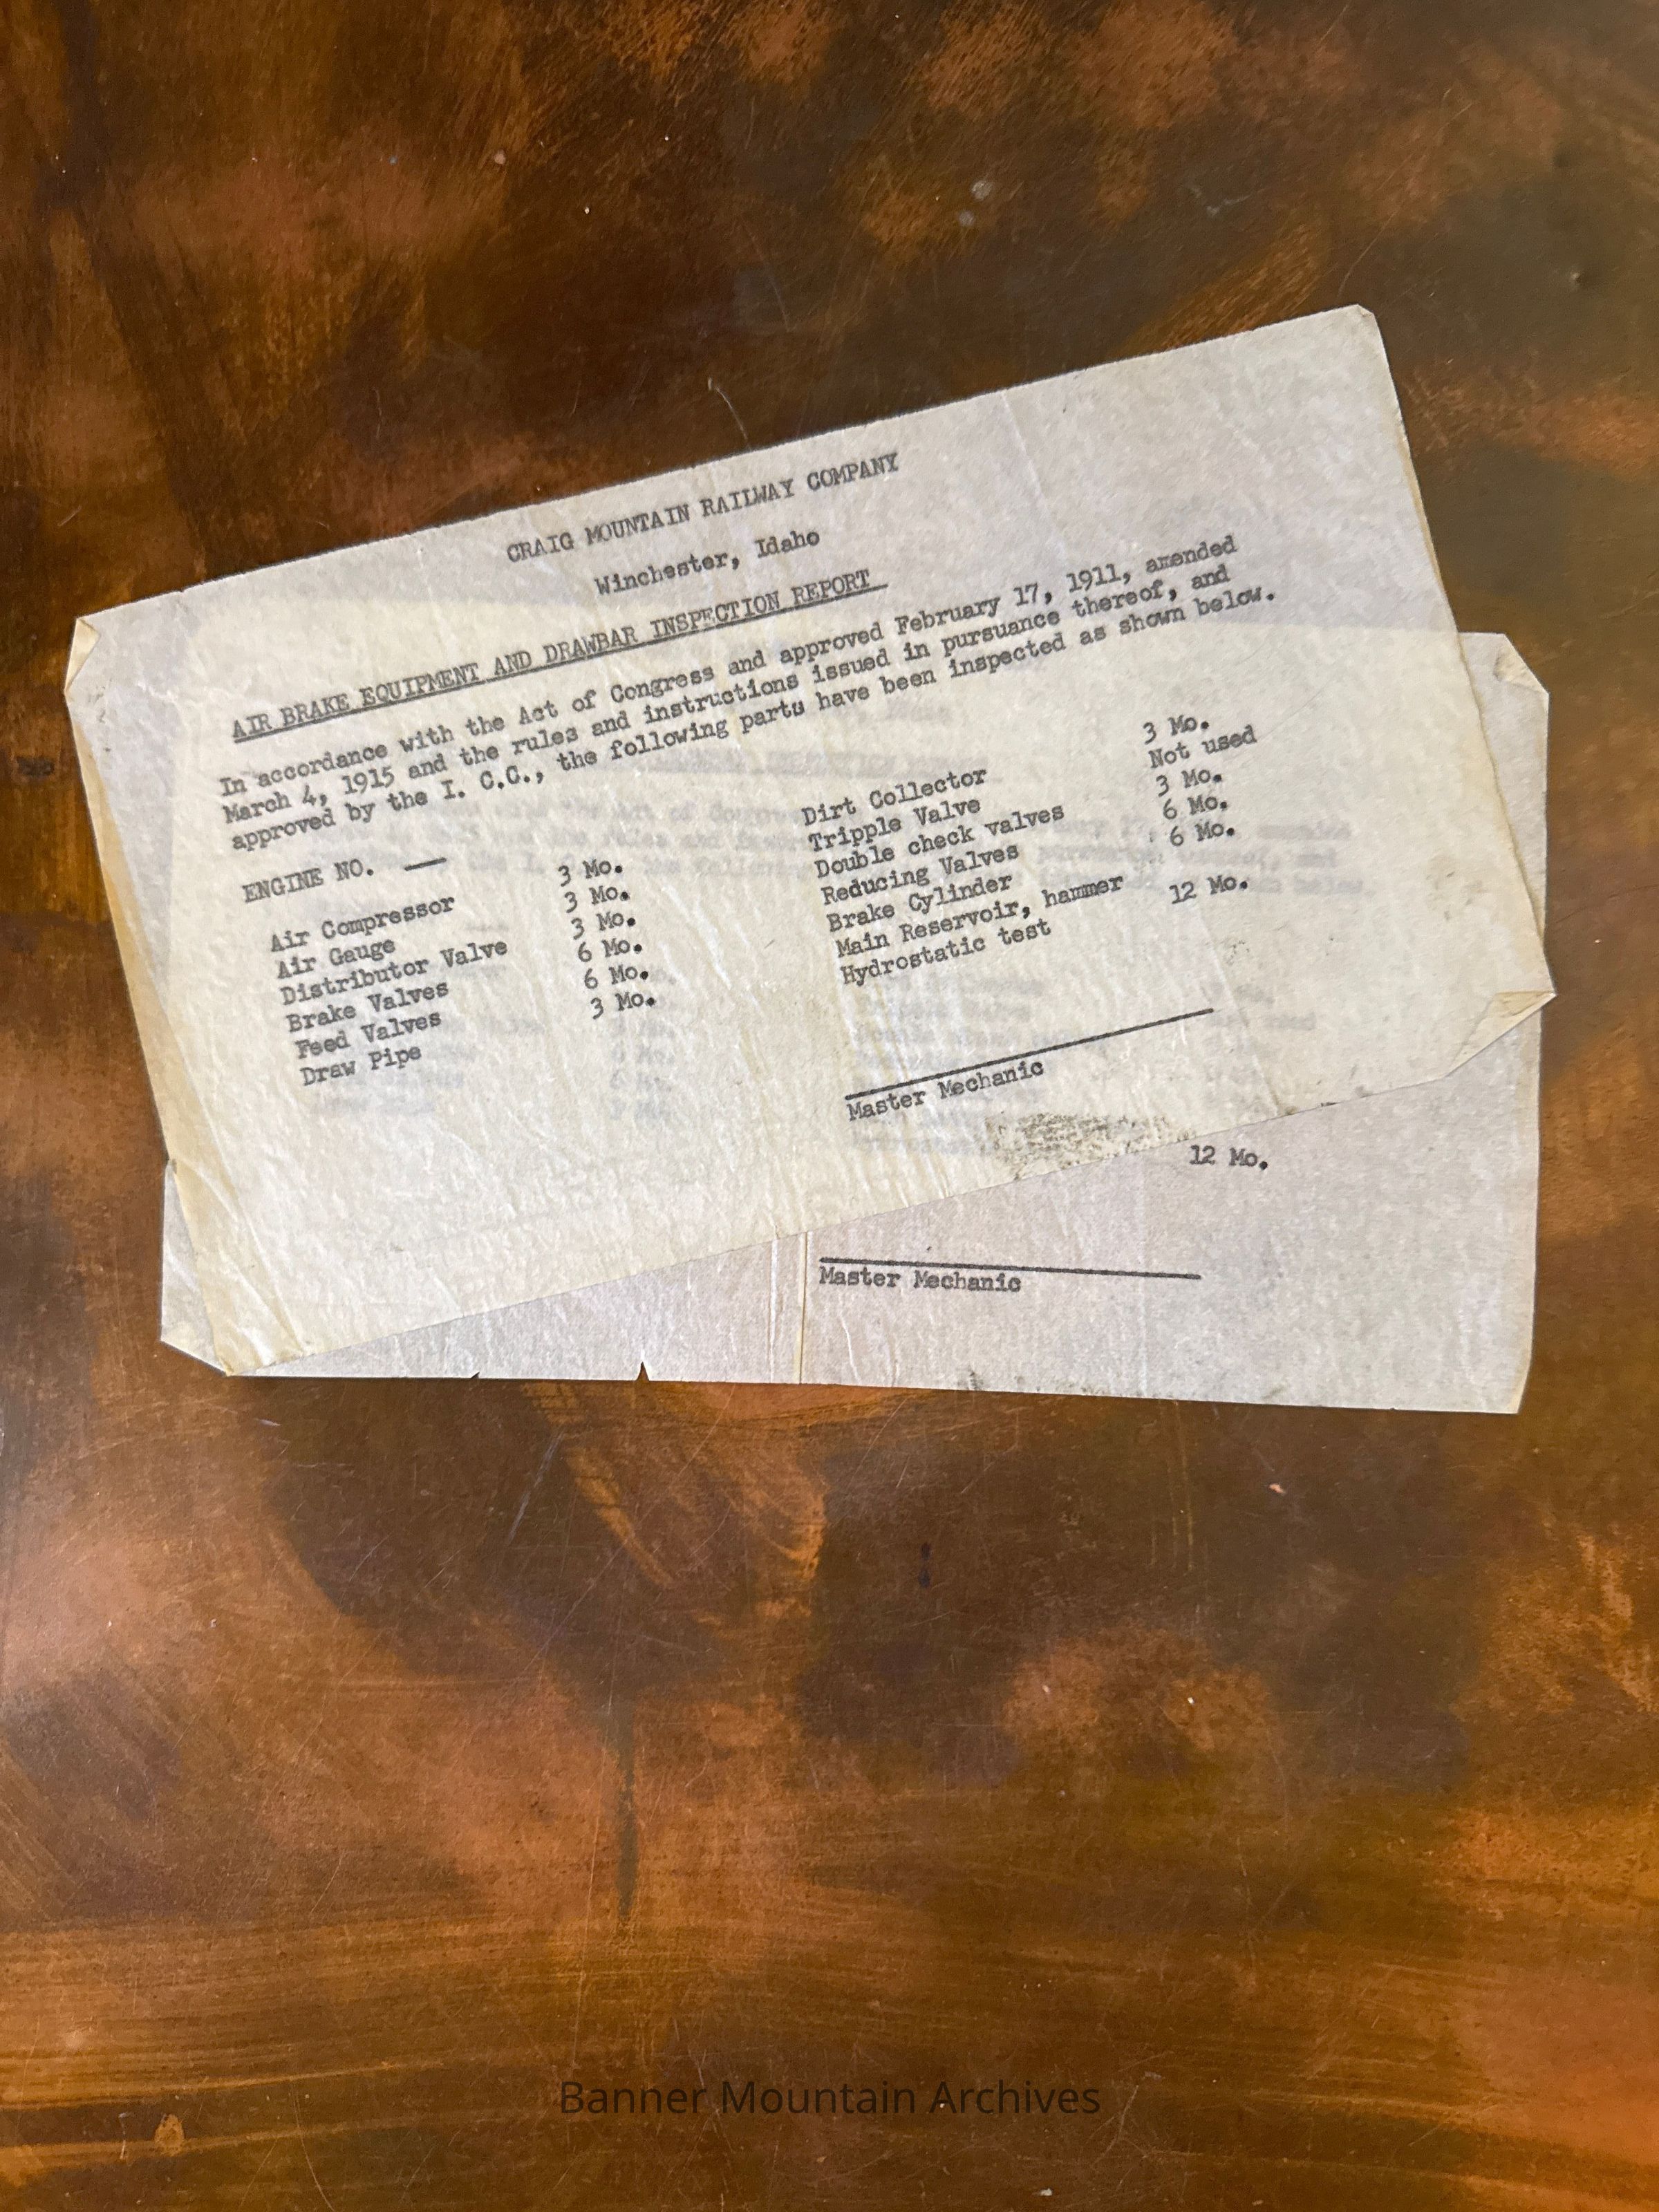 CRAIG MOUNTAIN RAILWAY COMPANY
Winchester, Idaho
AIR BRAKE EQUIPMENT AND DRAWBAR INSPECTION REPORT
In accordance with the Act of Congress and approved February 17, 1911, amended
March 4, 1915 and the rules and instructions issued in pursuance thereof, and
approved by the I. C.C., the following parts have been inspected as shown below.
ENGINE NO. —
Air Compressor 3 Mo. Dirt Collector 3 Mo.
Air Gauge 3 Mo. Tripple Valve Not used
Distributor Valve 3 Mo. Double check valves 3 Mo.
Brake Valves 6 Mo. Reducing Valves 6 Mo.
Feed Valves 6 Mo. Brake Cylinder 6 Mo.
Draw Pipe 3 Mo. Main Reservoir, hammer
Hydrostatic test 12 Mo.
Master Mechanic
12 Mo.
Master Mechanic
Banner Mountain Archives